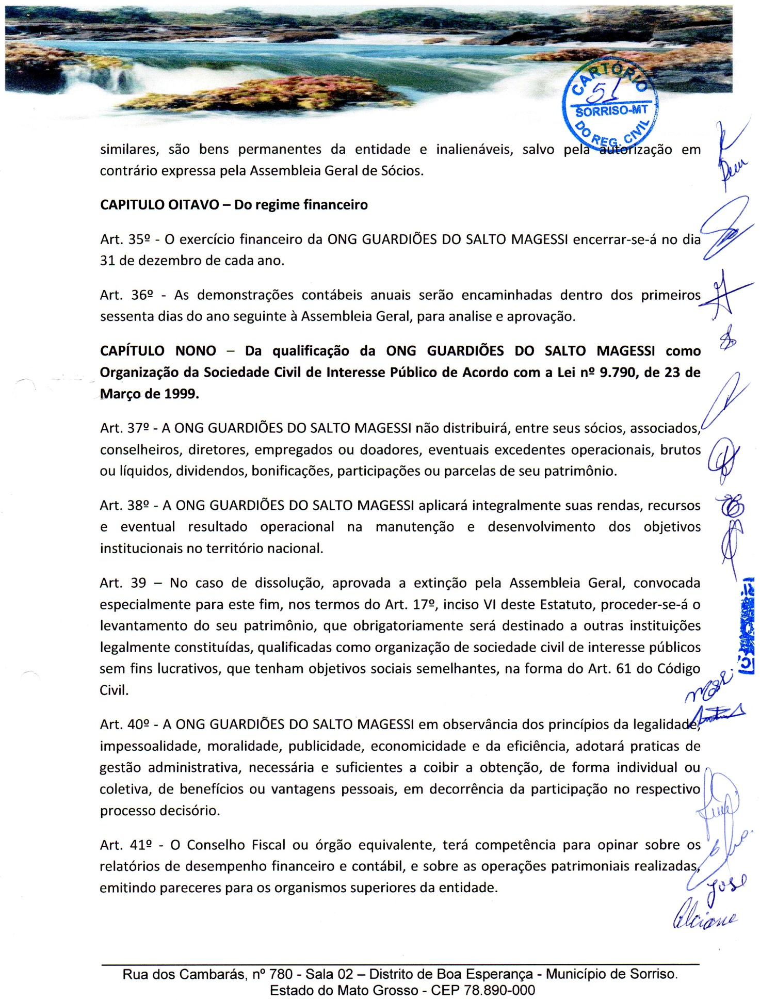 CARTÓRIO
51
SORRISO-MT
DO REG. CIVIL
similares, são bens permanentes da entidade e inalienáveis, salvo pela autorização em
contrário expressa pela Assembleia Geral de Sócios.
CAPITULO OITAVO – Do regime financeiro
Art. 35º - O exercício financeiro da ONG GUARDIÕES DO SALTO MAGESSI encerrar-se-á no dia
31 de dezembro de cada ano.
Art. 36º - As demonstrações contábeis anuais serão encaminhadas dentro dos primeiros
sessenta dias do ano seguinte à Assembleia Geral, para analise e aprovação.
CAPÍTULO NONO – Da qualificação da ONG GUARDIÕES DO SALTO MAGESSI como
Organização da Sociedade Civil de Interesse Público de Acordo com a Lei nº 9.790, de 23 de
Março de 1999.
Art. 37º - A ONG GUARDIÕES DO SALTO MAGESSI não distribuirá, entre seus sócios, associados,
conselheiros, diretores, empregados ou doadores, eventuais excedentes operacionais, brutos
ou líquidos, dividendos, bonificações, participações ou parcelas de seu patrimônio.
Art. 38º - A ONG GUARDIÕES DO SALTO MAGESSI aplicará integralmente suas rendas, recursos
e eventual resultado operacional na manutenção e desenvolvimento dos objetivos
institucionais no território nacional.
Art. 39 – No caso de dissolução, aprovada a extinção pela Assembleia Geral, convocada
especialmente para este fim, nos termos do Art. 17º, inciso VI deste Estatuto, proceder-se-á o
levantamento do seu patrimônio, que obrigatoriamente será destinado a outras instituições
legalmente constituídas, qualificadas como organização de sociedade civil de interesse públicos
sem fins lucrativos, que tenham objetivos sociais semelhantes, na forma do Art. 61 do Código
Civil.
Art. 40º - A ONG GUARDIÕES DO SALTO MAGESSI em observância dos princípios da legalidade,
impessoalidade, moralidade, publicidade, economicidade e da eficiência, adotará praticas de
gestão administrativa, necessária e suficientes a coibir a obtenção, de forma individual ou
coletiva, de benefícios ou vantagens pessoais, em decorrência da participação no respectivo
processo decisório.
Art. 41º - O Conselho Fiscal ou órgão equivalente, terá competência para opinar sobre os
relatórios de desempenho financeiro e contábil, e sobre as operações patrimoniais realizadas,
emitindo pareceres para os organismos superiores da entidade.
Jose
Alcione
Rua dos Cambarás, nº 780 - Sala 02 – Distrito de Boa Esperança - Município de Sorriso.
Estado do Mato Grosso - CEP 78.890-000